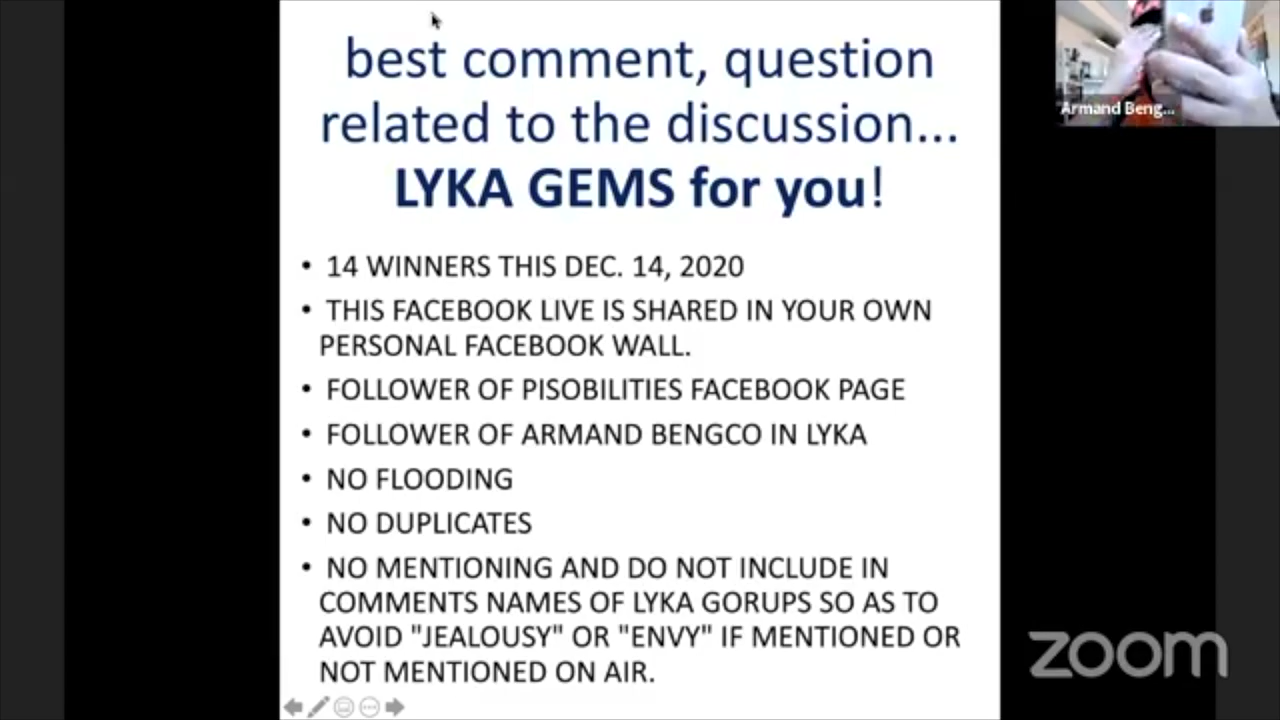 best comment, question
related to the discussion...
LYKA GEMS for you!
• 14 WINNERS THIS DEC. 14, 2020
• THIS FACEBOOK LIVE IS SHARED IN YOUR OWN
PERSONAL FACEBOOK WALL.
• FOLLOWER OF PISOBILITIES FACEBOOK PAGE
• FOLLOWER OF ARMAND BENGCO IN LYKA
• NO FLOODING
• NO DUPLICATES
• NO MENTIONING AND DO NOT INCLUDE IN
COMMENTS NAMES OF LYKA GORUPS SO AS TO
AVOID "JEALOUSY" OR "ENVY" IF MENTIONED OR
NOT MENTIONED ON AIR.
Armand Beng...
zoom